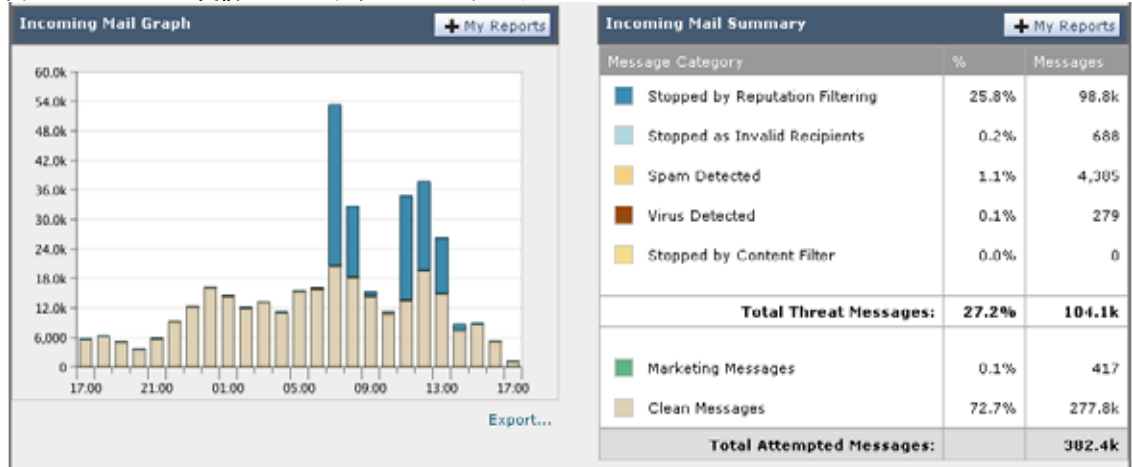 Incoming Mail Graph
+ My Reports
60.0k
54.0k
48.0k
42.0k
36.0k
30.0k
24.0k
18.0k
12.0k
6,000
0
17:00 21:00 01:00 05:00 09:00 13:00 17:00
Export...
Incoming Mail Summary
+ My Reports
Message Category % Messages
Stopped by Reputation Filtering 25.8% 98.8k
Stopped as Invalid Recipients 0.2% 688
Spam Detected 1.1% 4,385
Virus Detected 0.1% 279
Stopped by Content Filter 0.0% 0
Total Threat Messages: 27.2% 104.1k
Marketing Messages 0.1% 417
Clean Messages 72.7% 277.8k
Total Attempted Messages: 382.4k